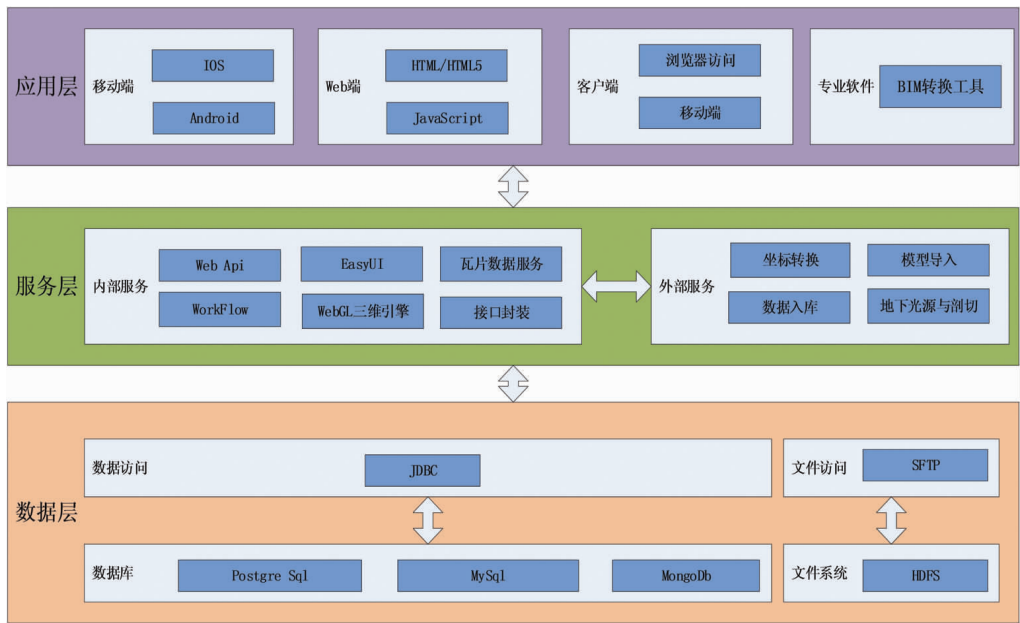 应用层
移动端
IOS
Android
Web端
HTML/HTML5
JavaScript
客户端
浏览器访问
移动端
专业软件
BIM转换工具
服务层
内部服务
Web Api
EasyUI
瓦片数据服务
WorkFlow
WebGL三维引擎
接口封装
外部服务
坐标转换
模型导入
数据入库
地下光源与剖切
数据层
数据访问
JDBC
文件访问
SFTP
数据库
Postgre Sql
MySql
MongoDb
文件系统
HDFS